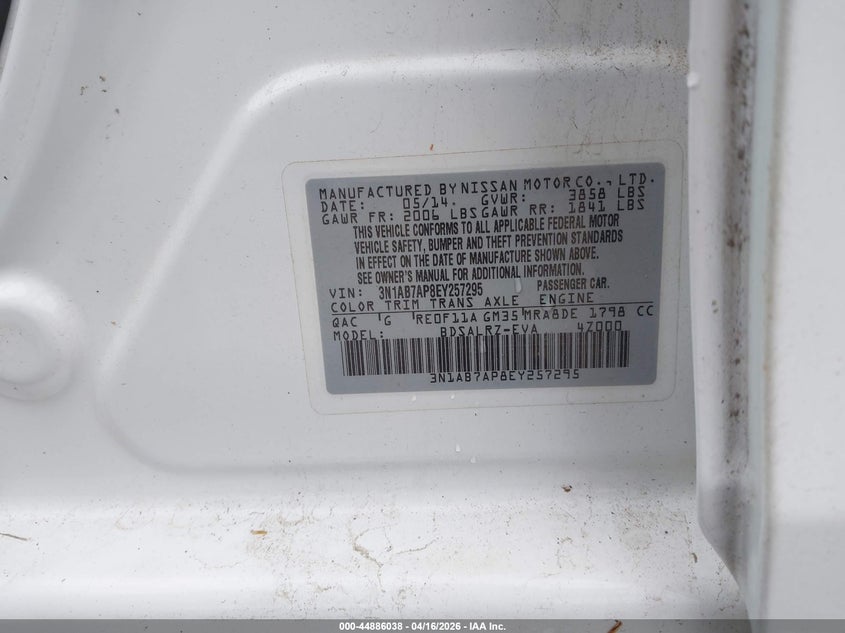 MANUFACTURED BY NISSAN MOTOR CO., LTD.
DATE: 05/14. GVWR: 3858 LBS
GAWR FR: 2006 LBS GAWR RR: 1841 LBS
THIS VEHICLE CONFORMS TO ALL APPLICABLE FEDERAL MOTOR
VEHICLE SAFETY, BUMPER AND THEFT PREVENTION STANDARDS
IN EFFECT ON THE DATE OF MANUFACTURE SHOWN ABOVE.
SEE OWNER'S MANUAL FOR ADDITIONAL INFORMATION.
VIN: 3N1AB7AP8EY257295 PASSENGER CAR.
COLOR TRIM TRANS AXLE ENGINE
QAC G RE0F11A GM35 MRA8DE 1798 CC
MODEL: BDSALRZ-EVA 4Z000
3N1AB7AP8EY257295
000-44886038 - 04/16/2026 - IAA Inc.